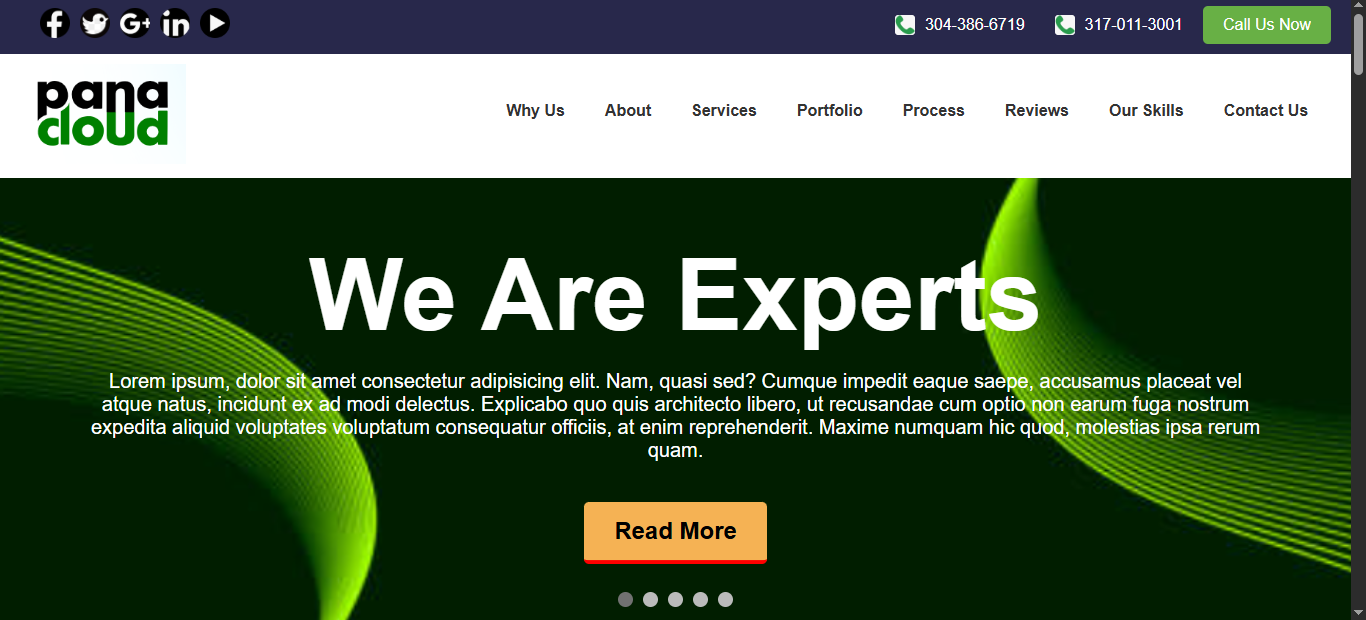 304-386-6719
317-011-3001
Call Us Now
pana
cloud
Why Us
About
Services
Portfolio
Process
Reviews
Our Skills
Contact Us
We Are Experts
Lorem ipsum, dolor sit amet consectetur adipisicing elit. Nam, quasi sed? Cumque impedit eaque saepe, accusamus placeat vel
atque natus, incidunt ex ad modi delectus. Explicabo quo quis architecto libero, ut recusandae cum optio non earum fuga nostrum
expedita aliquid voluptates voluptatum consequatur officiis, at enim reprehenderit. Maxime numquam hic quod, molestias ipsa rerum
quam.
Read More